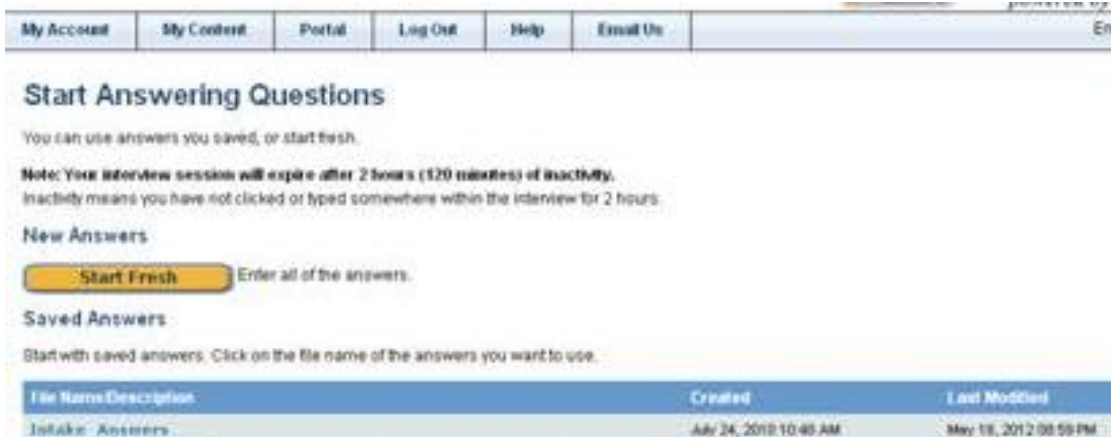 powered by
My Account My Content Portal Log Out Help Email Us
Start Answering Questions
You can use answers you saved, or start fresh.
Note: Your interview session will expire after 2 hours (120 minutes) of inactivity.
Inactivity means you have not clicked or typed somewhere within the interview for 2 hours.
New Answers
Start Fresh Enter all of the answers.
Saved Answers
Start with saved answers. Click on the file name of the answers you want to use.
File Name/Description Created Last Modified
Intake Answers July 24, 2010 10:46 AM May 18, 2012 08:59 PM